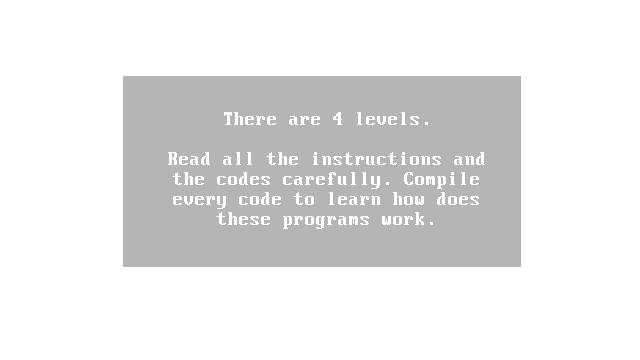 There are 4 levels.
Read all the instructions and
the codes carefully. Compile
every code to learn how does
these programs work.